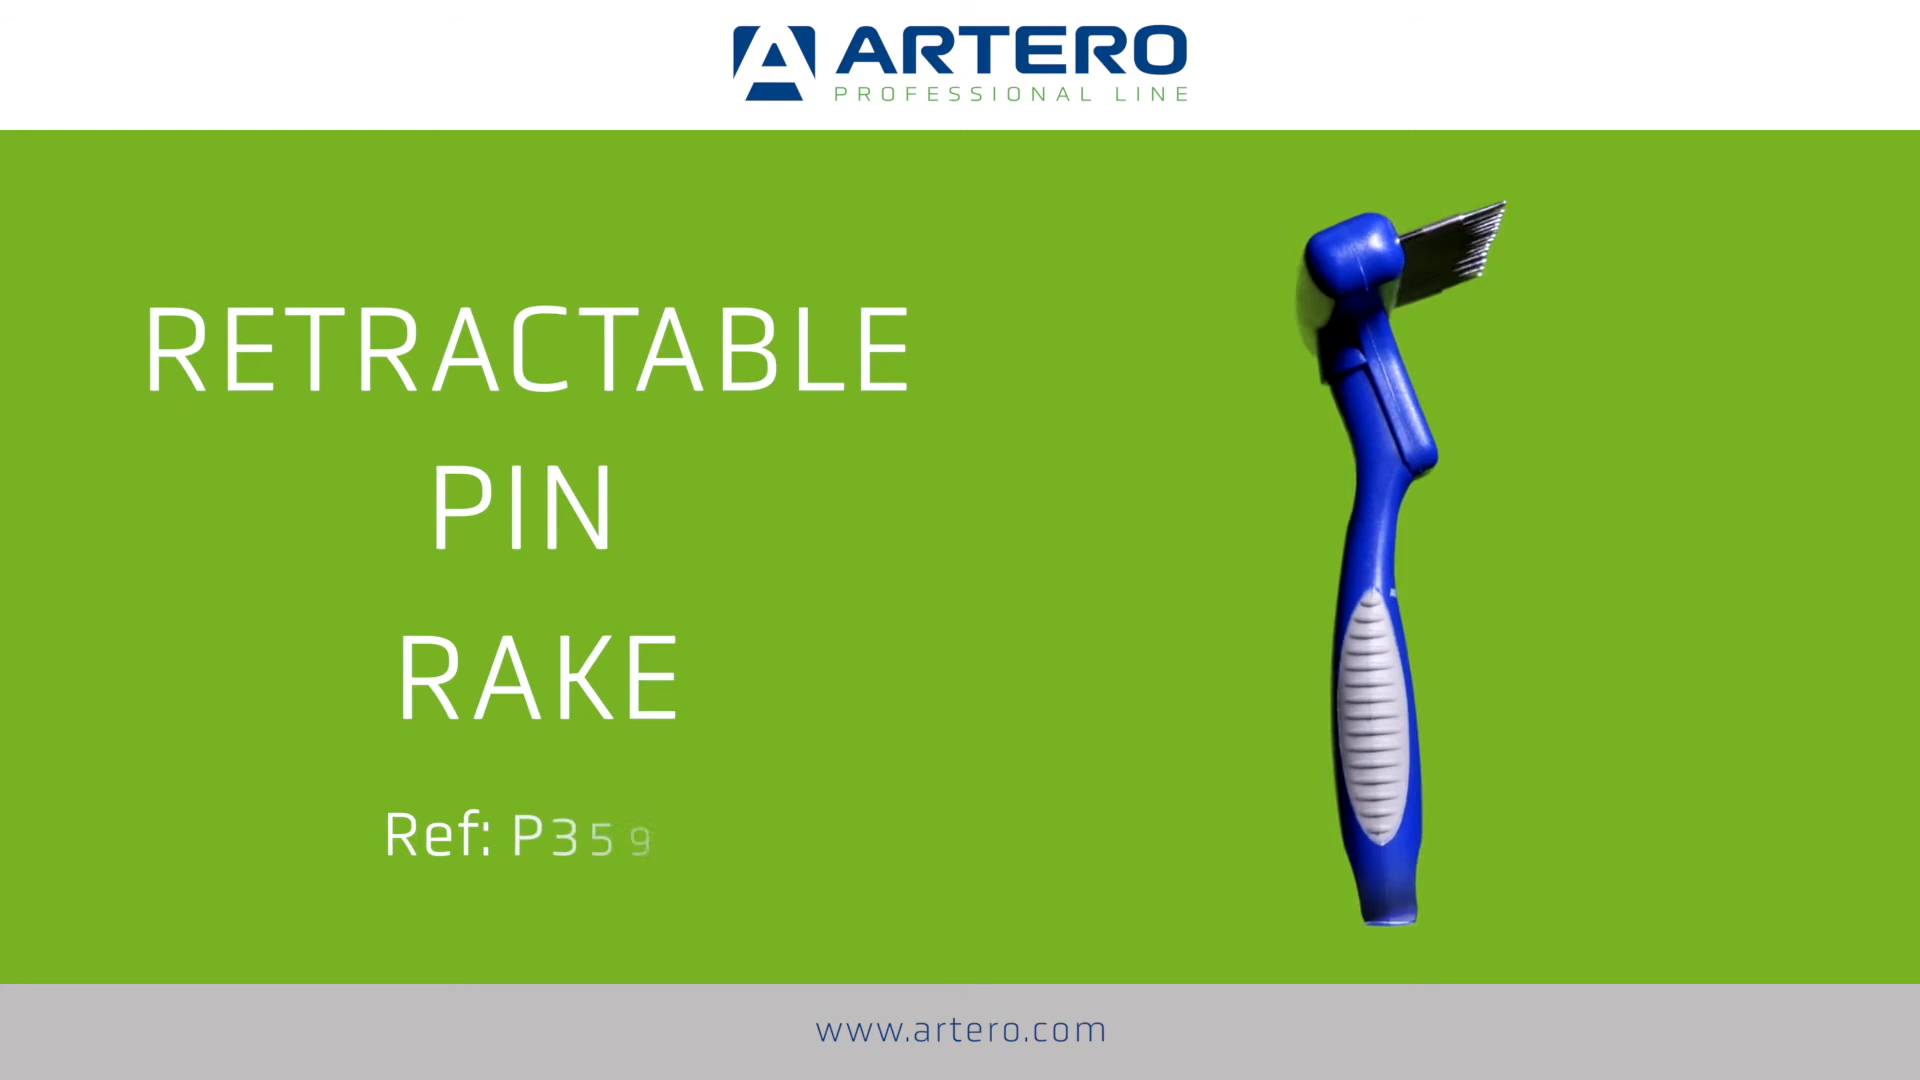 ARTERO
PROFESSIONAL LINE
RETRACTABLE
PIN
RAKE
Ref: P359
www.artero.com